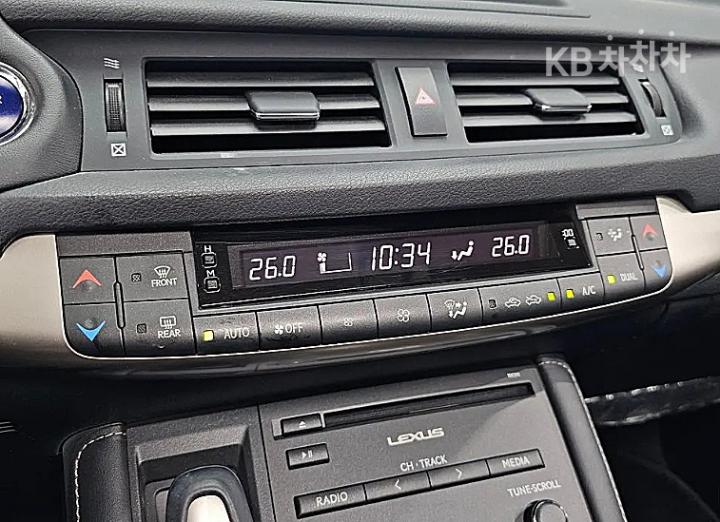 KB차차차
H
M
26.0
10:34
26.0
:00
FRONT
REAR
AUTO
OFF
A/C
DUAL
LEXUS
CH·TRACK
RADIO
<
>
MEDIA
TUNE·SCROLL